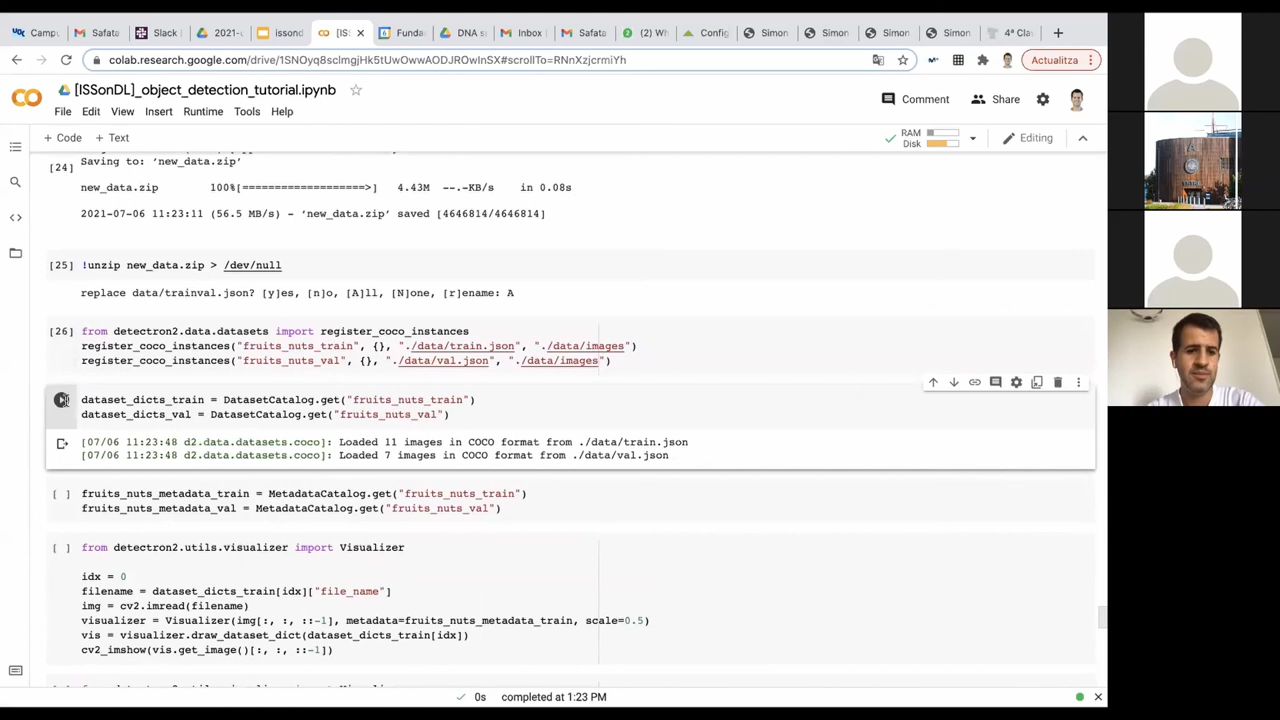 Campu
Safata
Slack
2021-
issond
[IS
Funda
DNA s
Inbox (
Safata
(2) Wh
Config
Simon
Simon
Simon
Simon
4ª Clas
colab.research.google.com/drive/1SNOyq8sclmgjHk5tUwOwwAODJROwInSX#scrollTo=RNnXzjcrmiYh
Actualitza
CO
[ISSonDL]_object_detection_tutorial.ipynb
File Edit View Insert Runtime Tools Help
Comment
Share
+ Code + Text
RAM
Disk
Editing
[24]
Saving to: ‘new_data.zip’
new_data.zip 100%[===================>] 4.43M --.-KB/s in 0.08s
2021-07-06 11:23:11 (56.5 MB/s) - ‘new_data.zip’ saved [4646814/4646814]
[25] !unzip new_data.zip > /dev/null
replace data/trainval.json? [y]es, [n]o, [A]ll, [N]one, [r]ename: A
[26] from detectron2.data.datasets import register_coco_instances
register_coco_instances("fruits_nuts_train", {}, "./data/train.json", "./data/images")
register_coco_instances("fruits_nuts_val", {}, "./data/val.json", "./data/images")
dataset_dicts_train = DatasetCatalog.get("fruits_nuts_train")
dataset_dicts_val = DatasetCatalog.get("fruits_nuts_val")
[07/06 11:23:48 d2.data.datasets.coco]: Loaded 11 images in COCO format from ./data/train.json
[07/06 11:23:48 d2.data.datasets.coco]: Loaded 7 images in COCO format from ./data/val.json
[ ] fruits_nuts_metadata_train = MetadataCatalog.get("fruits_nuts_train")
fruits_nuts_metadata_val = MetadataCatalog.get("fruits_nuts_val")
[ ] from detectron2.utils.visualizer import Visualizer
idx = 0
filename = dataset_dicts_train[idx]["file_name"]
img = cv2.imread(filename)
visualizer = Visualizer(img[:, :, ::-1], metadata=fruits_nuts_metadata_train, scale=0.5)
vis = visualizer.draw_dataset_dict(dataset_dicts_train[idx])
cv2_imshow(vis.get_image()[:, :, ::-1])
0s completed at 1:23 PM